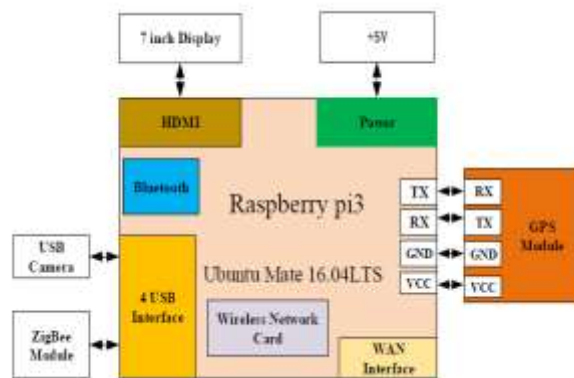 7 inch Display
+5V
HDMI
Power
Bluetooth
Raspberry pi3
TX
RX
RX
TX
GPS
Module
GND
GND
VCC
VCC
USB
Camera
4 USB
Interface
Ubuntu Mate 16.04LTS
ZigBee
Module
Wireless Network
Card
WAN
Interface